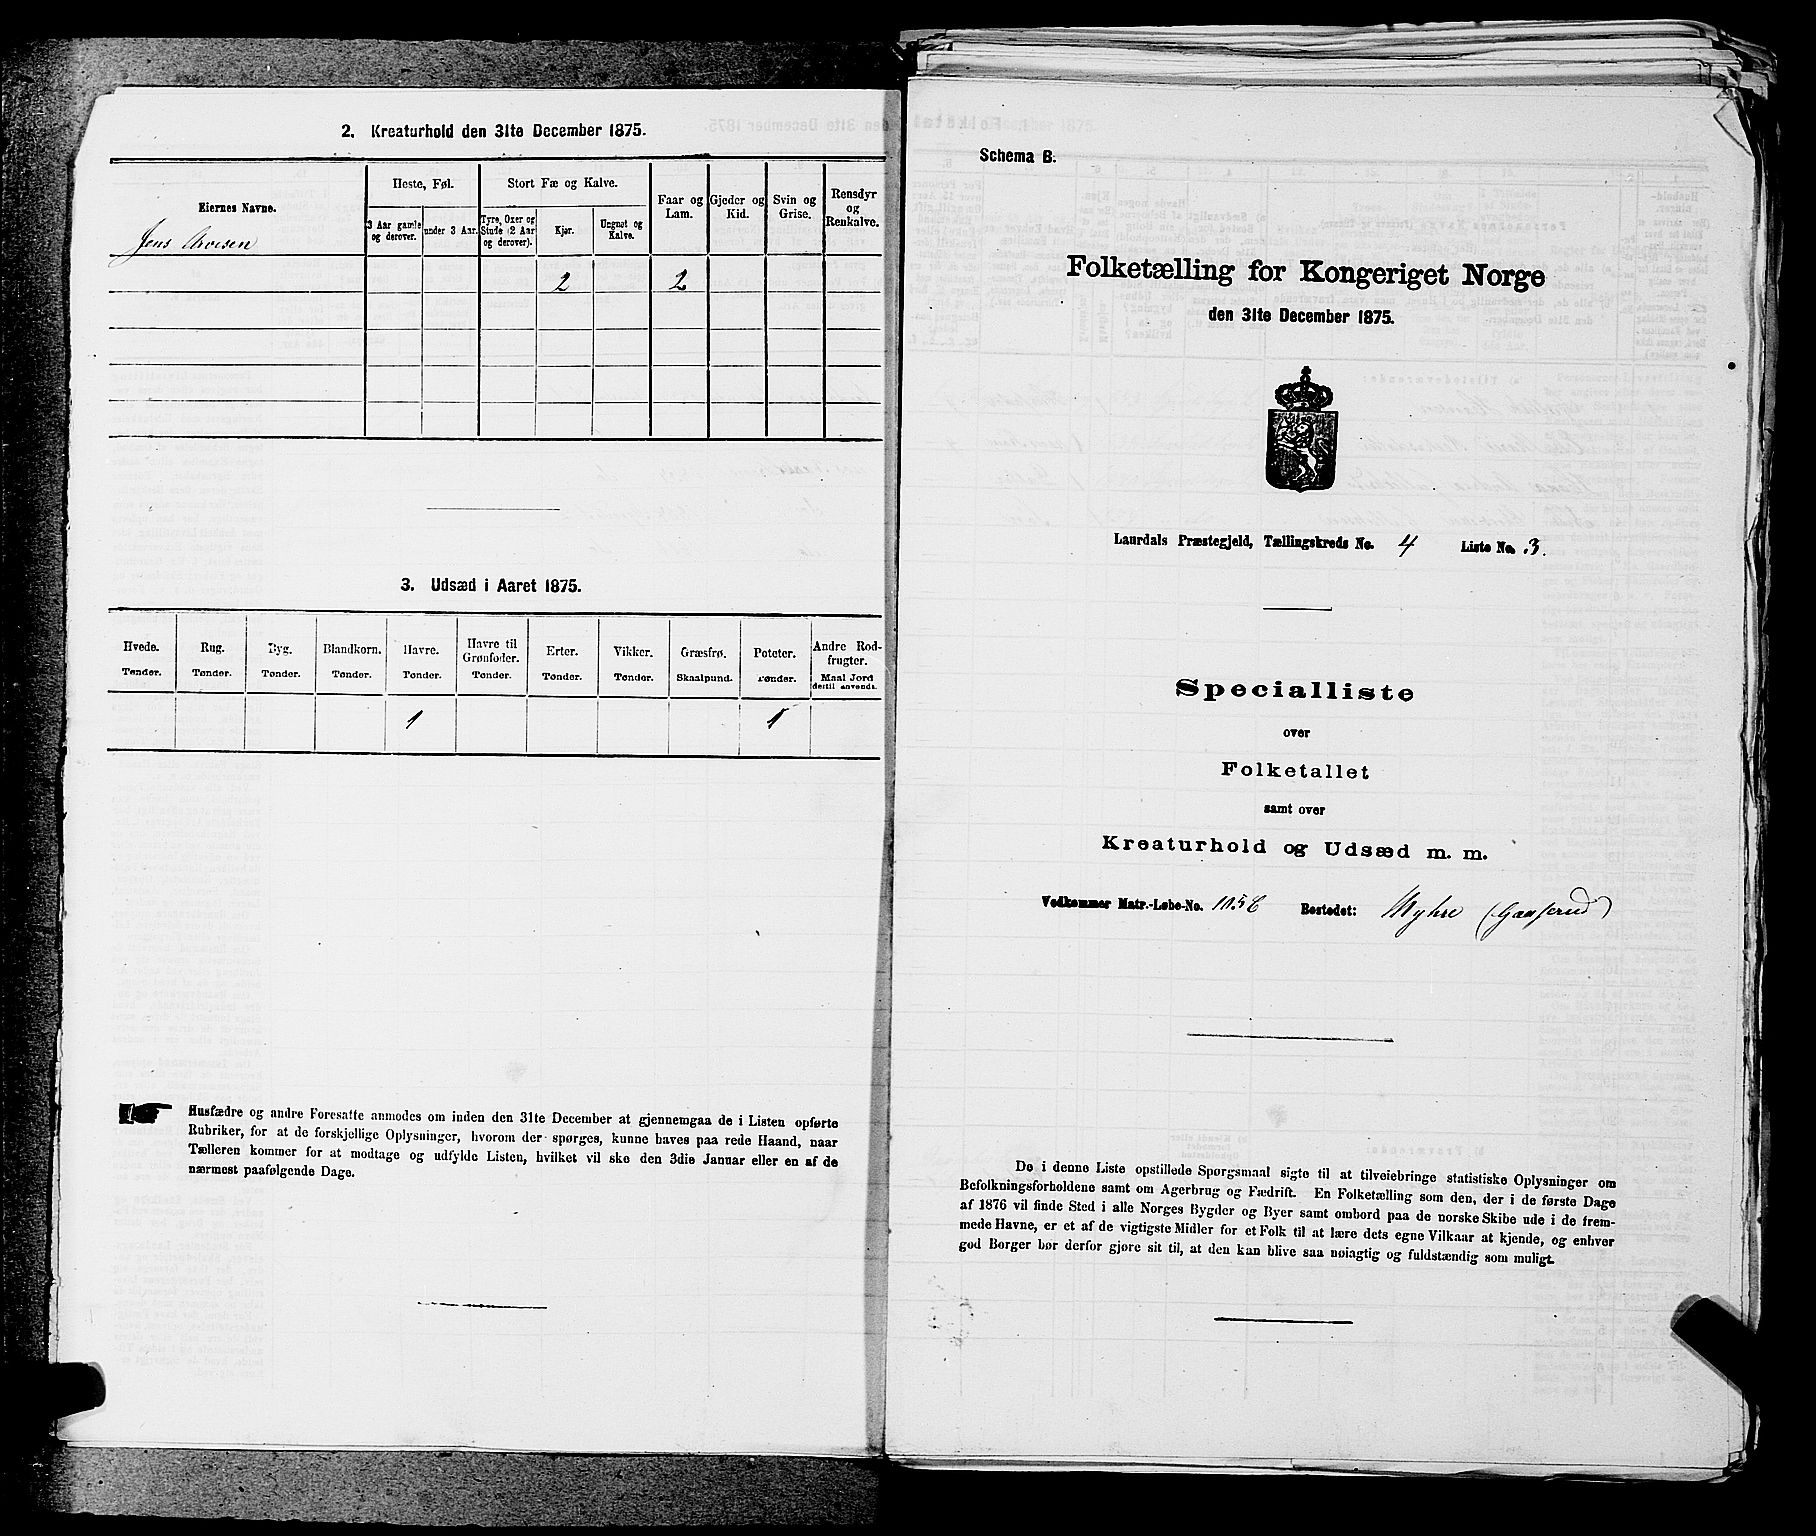 2. Kreaturhold den 31te December 1875.
Eiernes Navne.
Heste, Føl.
3 Aar gamle og derover.
under 3 Aar.
Stort Fæ og Kalve.
Tyre, Oxer og Stude (2 Aar og derover).
Kjør.
Ungnøt og Kalve.
Faar og Lam.
Gjeder og Kid.
Svin og Grise.
Rensdyr og Renkalve.
Jens
2 2
3. Udsæd i Aaret 1875.
Hvede. Rug. Byg. Blandkorn. Havre. Havre til Grønfoder. Erter. Vikker. Græsfrø. Poteter. Andre Rodfrugter.
Tønder. Tønder. Tønder. Tønder. Tønder. Tønder. Tønder. Tønder. Skaalpund. Tønder. Maal Jord dertil anvendt.
1 1
Husfædre og andre Foresatte anmodes om inden den 31te December at gjennemgaa de i Listen opførte
Rubriker, for at de forskjellige Oplysninger, hvorom der spørges, kunne haves paa rede Haand, naar
Tælleren kommer for at modtage og udfylde Listen, hvilket vil ske den 3die Januar eller en af de
nærmest paafølgende Dage.
Schema B.
Folketælling for Kongeriget Norge
den 31te December 1875.
Laurdals Præstegjeld, Tællingskreds No. 4 Liste No. 3.
Specialliste
over
Folketallet
samt over
Kreaturhold og Udsæd m. m.
Vedkommer Matr.-Løbe-No. 115 Bostedet: Myhre
De i denne Liste opstillede Spørgsmaal sigte til at tilveiebringe statistiske Oplysninger om
Befolkningsforholdene samt om Agerbrug og Fædrift. En Folketælling som den, der i de første Dage
af 1876 vil finde Sted i alle Norges Bygder og Byer samt ombord paa de norske Skibe ude i de frem-
mede Havne, er et af de vigtigste Midler for et Folk til at lære dets egne Vilkaar at kjende, og enhver
god Borger bør derfor gjøre sit til, at den kan blive saa nøiagtig og fuldstændig som muligt.